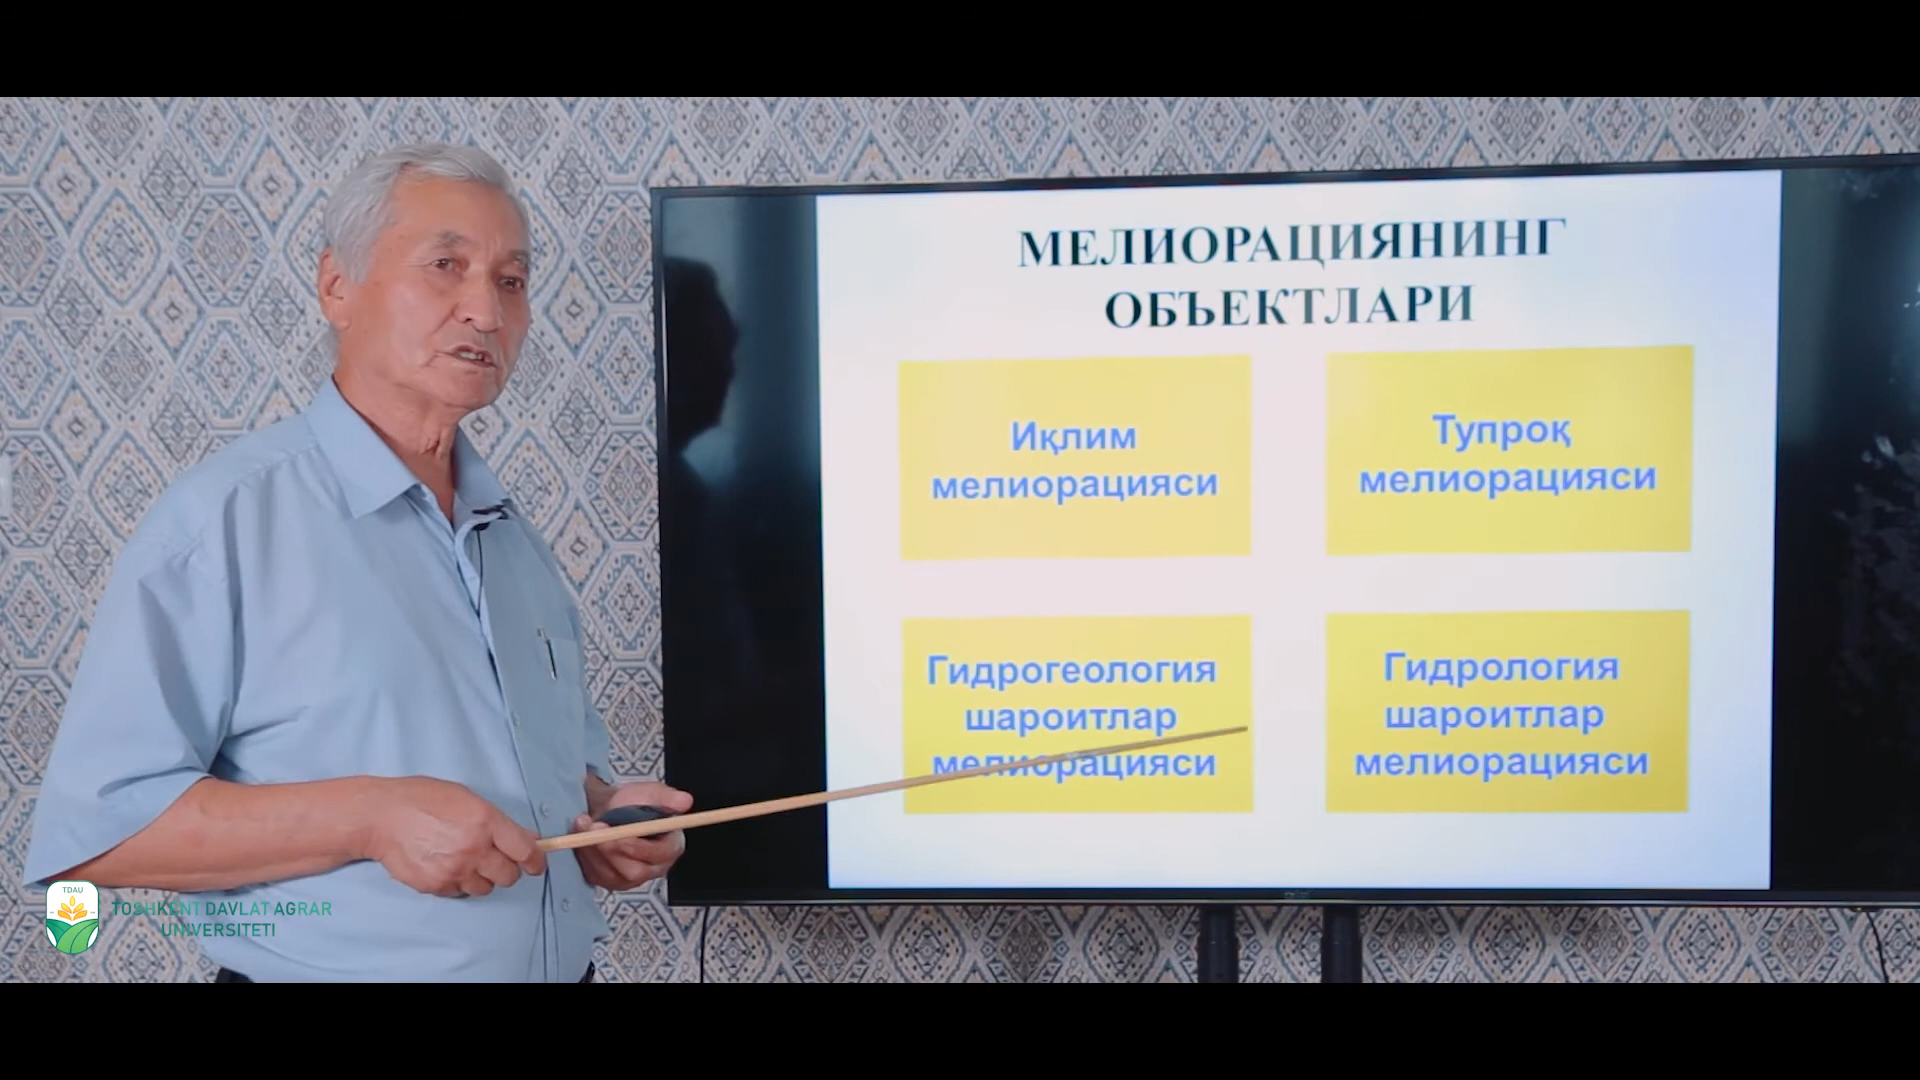 МЕЛИОРАЦИЯНИНГ
ОБЪЕКТЛАРИ
Иқлим
мелиорацияси
Тупроқ
мелиорацияси
Гидрогеология
шароитлар
мелиорацияси
Гидрология
шароитлар
мелиорацияси
TDAU
TOSHKENT DAVLAT AGRAR
UNIVERSITETI